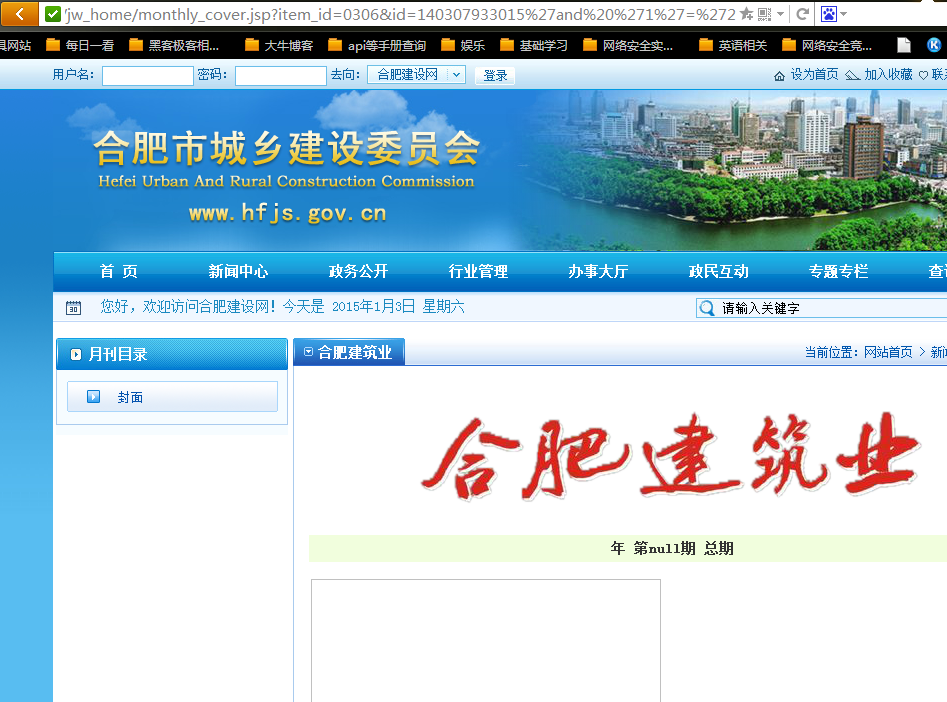 /jw_home/monthly_cover.jsp?item_id=0306&id=140307933015%27and%20%271%27=%272
具网站 每日一看 黑客极客相... 大牛博客 api等手册查询 娱乐 基础学习 网络安全实... 英语相关 网络安全竞...
用户名: 密码: 去向: 合肥建设网 登录 设为首页 加入收藏 联系
合肥市城乡建设委员会
Hefei Urban And Rural Construction Commission
www.hfjs.gov.cn
首 页 新闻中心 政务公开 行业管理 办事大厅 政民互动 专题专栏 查
30 您好，欢迎访问合肥建设网！今天是 2015年1月3日 星期六 请输入关键字
月刊目录 合肥建筑业 当前位置：网站首页 > 新闻
封面
合肥建筑业
年 第null期 总期